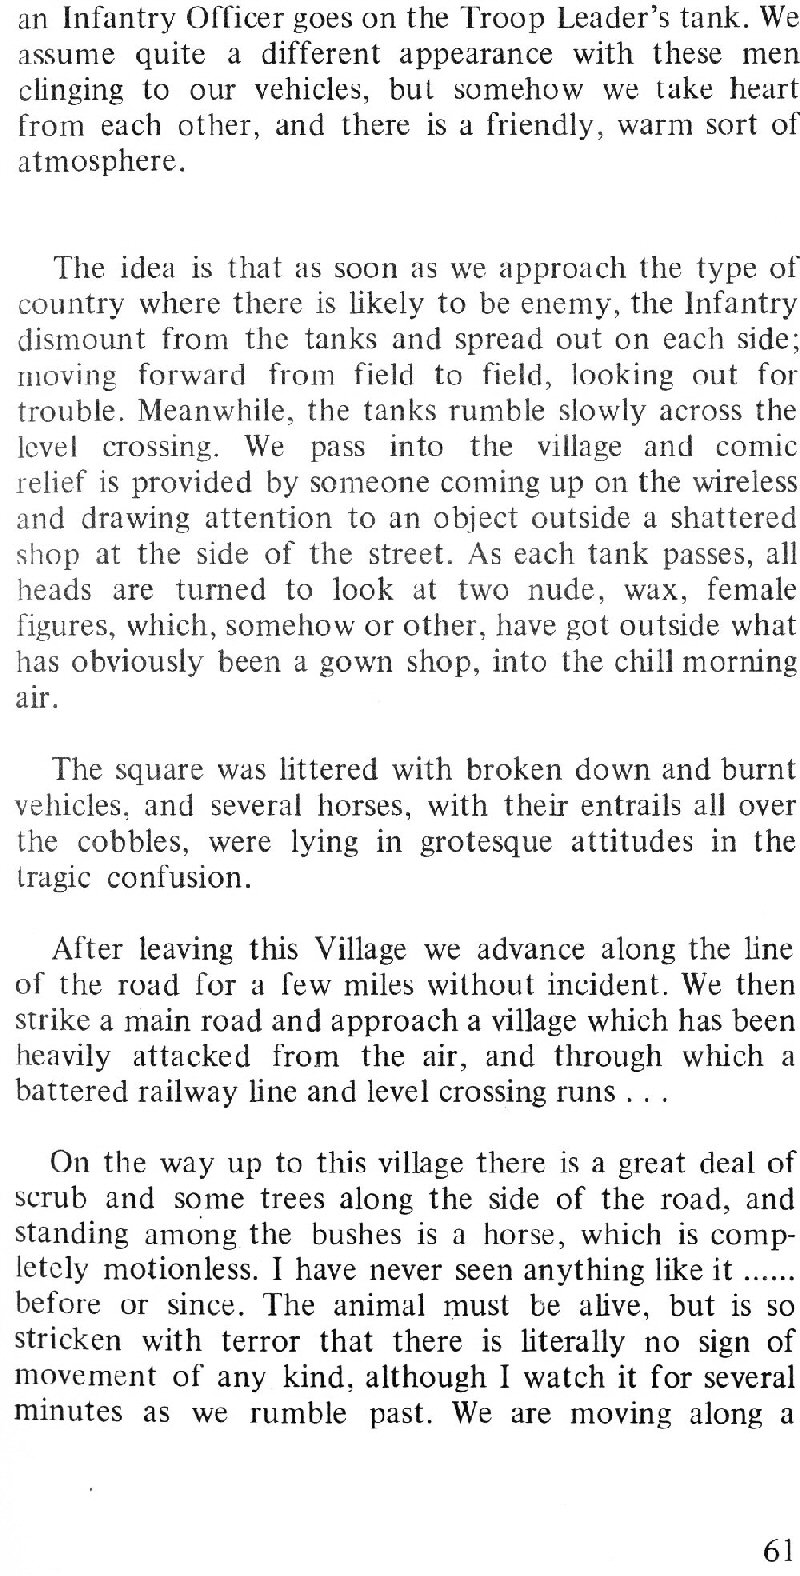 an Infantry Officer goes on the Troop Leader's tank. We
assume quite a different appearance with these men
clinging to our vehicles, but somehow we take heart
from each other, and there is a friendly, warm sort of
atmosphere.
The idea is that as soon as we approach the type of
country where there is likely to be enemy, the Infantry
dismount from the tanks and spread out on each side;
moving forward from field to field, looking out for
trouble. Meanwhile, the tanks rumble slowly across the
level crossing. We pass into the village and comic
relief is provided by someone coming up on the wireless
and drawing attention to an object outside a shattered
shop at the side of the street. As each tank passes, all
heads are turned to look at two nude, wax, female
figures, which, somehow or other, have got outside what
has obviously been a gown shop, into the chill morning
air.
The square was littered with broken down and burnt
vehicles, and several horses, with their entrails all over
the cobbles, were lying in grotesque attitudes in the
tragic confusion.
After leaving this Village we advance along the line
of the road for a few miles without incident. We then
strike a main road and approach a village which has been
heavily attacked from the air, and through which a
battered railway line and level crossing runs . . .
On the way up to this village there is a great deal of
scrub and some trees along the side of the road, and
standing among the bushes is a horse, which is comp-
letely motionless. I have never seen anything like it ......
before or since. The animal must be alive, but is so
stricken with terror that there is literally no sign of
movement of any kind, although I watch it for several
minutes as we rumble past. We are moving along a
61